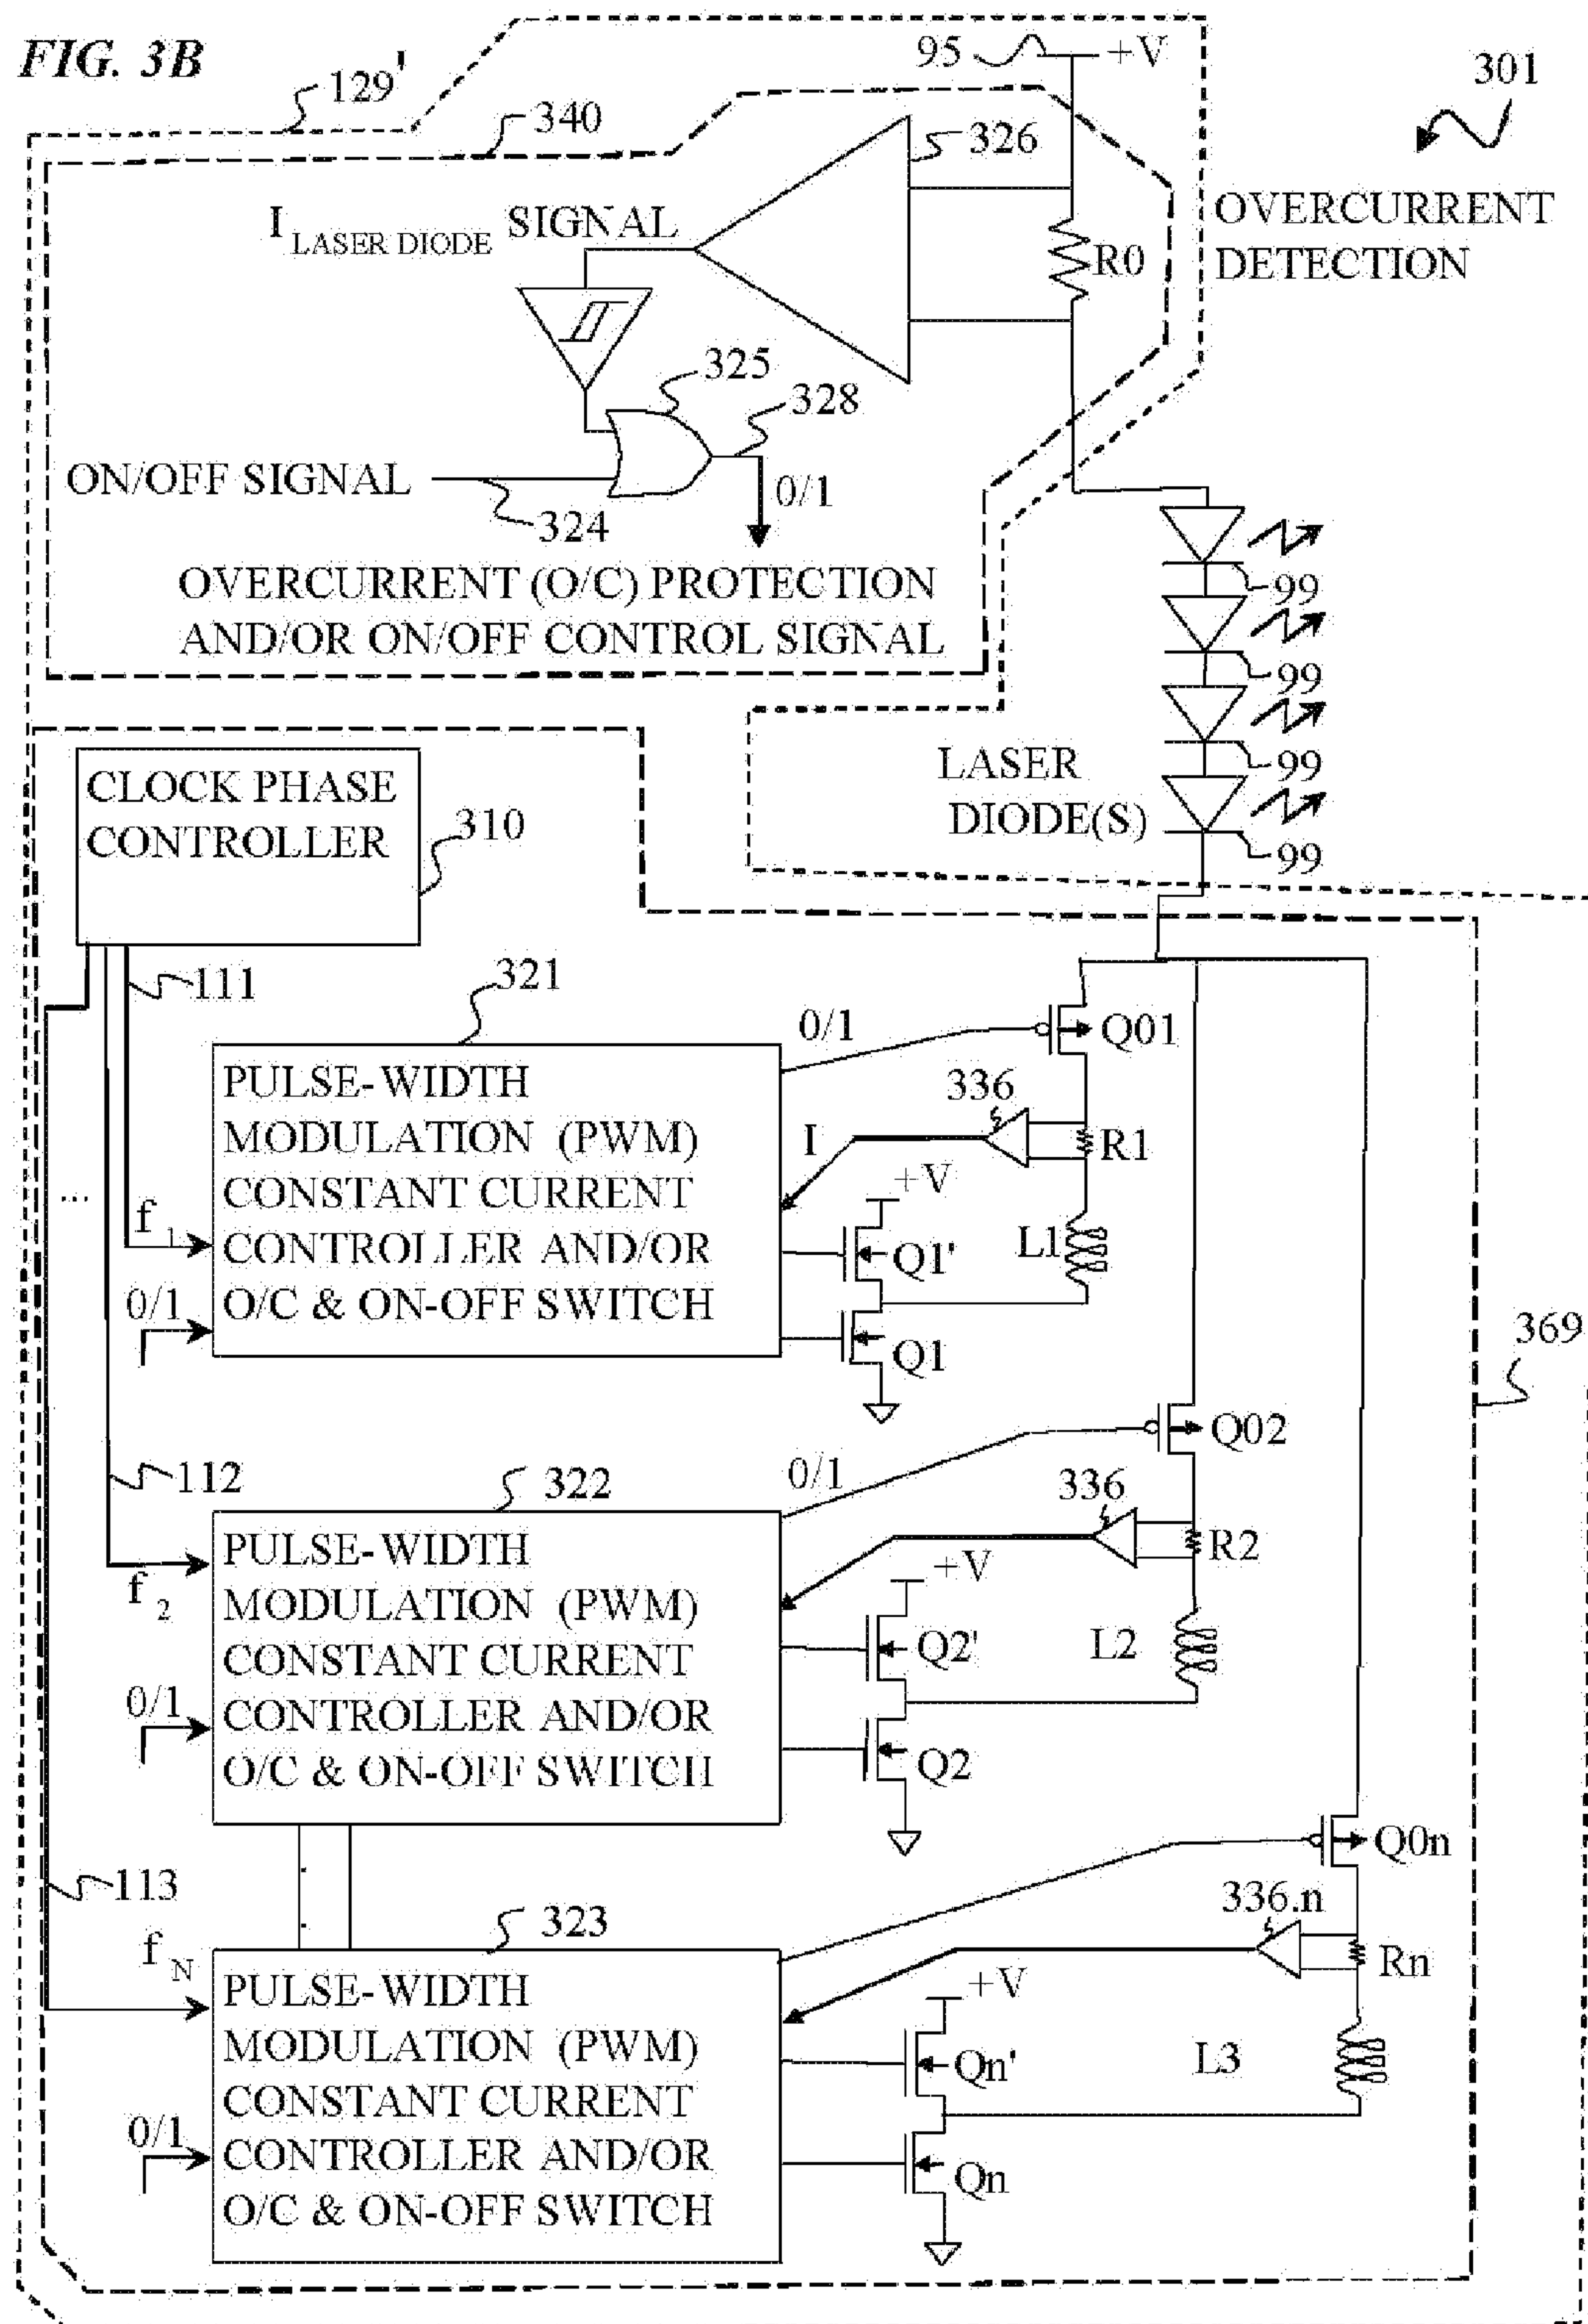 FIG. 3B
129'
340
95
+V
301
326
OVERCURRENT
DETECTION
I LASER DIODE SIGNAL
R0
325
328
ON/OFF SIGNAL
324
0/1
OVERCURRENT (O/C) PROTECTION
AND/OR ON/OFF CONTROL SIGNAL
99
99
99
99
LASER
DIODE(S)
CLOCK PHASE
CONTROLLER
310
111
321
0/1
Q01
336
I
R1
+V
PULSE-WIDTH
MODULATION (PWM)
CONSTANT CURRENT
CONTROLLER AND/OR
O/C & ON-OFF SWITCH
...
f 1
0/1
Q1'
L1
Q1
369
112
322
0/1
Q02
336
R2
+V
f 2
PULSE-WIDTH
MODULATION (PWM)
CONSTANT CURRENT
CONTROLLER AND/OR
O/C & ON-OFF SWITCH
0/1
Q2'
L2
Q2
113
323
Q0n
336.n
Rn
+V
f N
PULSE-WIDTH
MODULATION (PWM)
CONSTANT CURRENT
CONTROLLER AND/OR
O/C & ON-OFF SWITCH
0/1
Qn'
L3
Qn